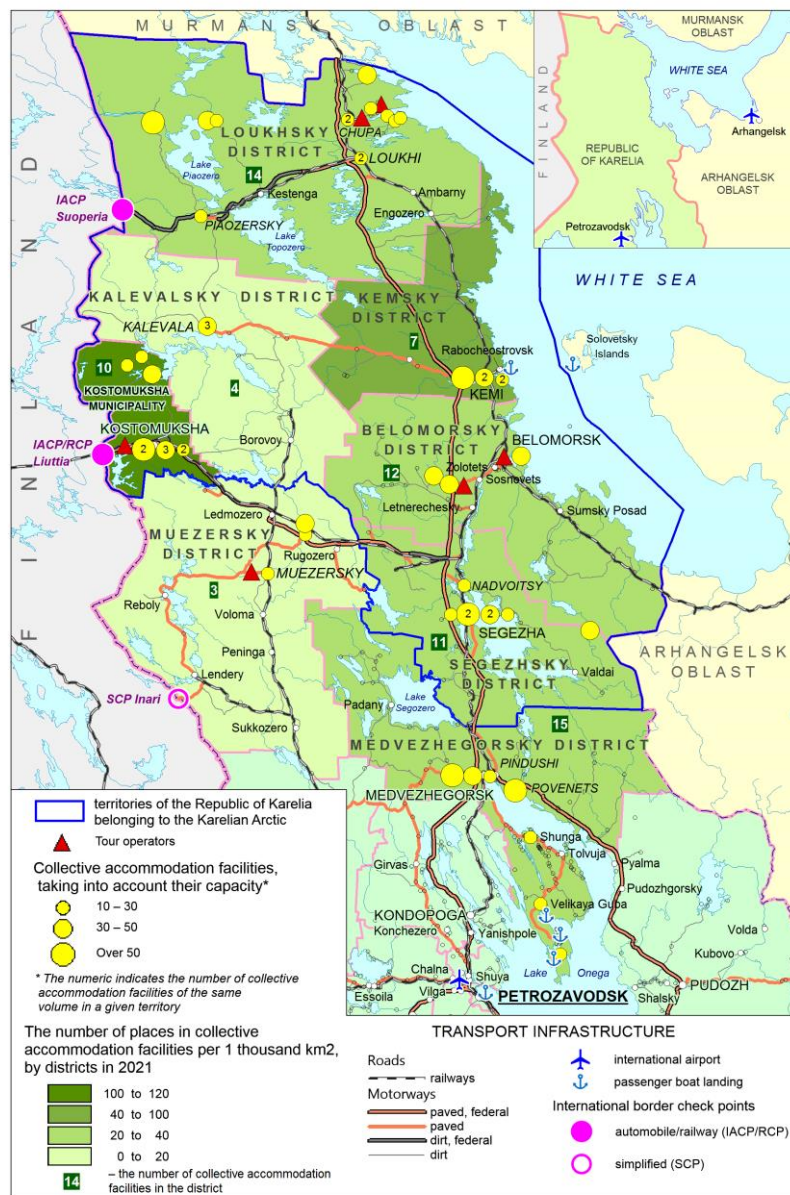 MURMANSK OBLAST
MURMANSK
OBLAST
WHITE SEA
FINLAND
Arhangelsk
REPUBLIC
OF KARELIA
ARHANGELSK
OBLAST
Petrozavodsk
2
CHUPA
LOUKHSKY
DISTRICT
2
LOUKHI
Lake
Piaozero
14
Kestenga
Ambarny
IACP
Suoperia
Engozero
PIAOZERSKY
Lake
Topozero
FINLAND
WHITE SEA
KALEVALSKY DISTRICT
KEMSKY
DISTRICT
KALEVALA
3
7
Rabocheostrovsk
Solovetsky
Islands
10
4
KOSTOMUKSHA
MUNICIPALITY
2
2
KEMI
KOSTOMUKSHA
BELOMORSKY
DISTRICT
BELOMORSK
IACP/RCP
Liuttia
2
3
2
Borovoy
12
Zolotets
Sosnovets
Letnerechesky
Ledmozero
Sumsky Posad
MUEZERSKY
DISTRICT
Rugozero
MUEZERSKY
NADVOITSY
3
Reboly
Voloma
2
2
SEGEZHA
ARHANGELSK
OBLAST
Peninga
11
SEGEZHSKY
DISTRICT
Valdai
Lendery
SCP Inari
Lake
Segozero
Padany
15
Sukkozero
MEDVEZHEGORSKY DISTRICT
PINDUSHI
MEDVEZHEGORSK
POVENETS
Shunga
Tolvuja
Girvas
Pyalma
Pudozhgorsky
Velikaya Guba
KONDOPOGA
Konchezero
Yanishpole
Volda
Kubovo
Chalna
Shuya
Lake Onega
Essoila
Vilga
PETROZAVODSK
Shalsky
PUDOZH
territories of the Republic of Karelia
belonging to the Karelian Arctic
Tour operators
Collective accommodation facilities,
taking into account their capacity*
10 – 30
30 – 50
Over 50
* The numeric indicates the number of collective
accommodation facilities of the same
volume in a given territory
The number of places in collective
accommodation facilities per 1 thousand km2,
by districts in 2021
100 to 120
40 to 100
20 to 40
0 to 20
14 – the number of collective accommodation
facilities in the district
TRANSPORT INFRASTRUCTURE
Roads
railways
Motorways
paved, federal
paved
dirt, federal
dirt
international airport
passenger boat landing
International border check points
automobile/railway (IACP/RCP)
simplified (SCP)